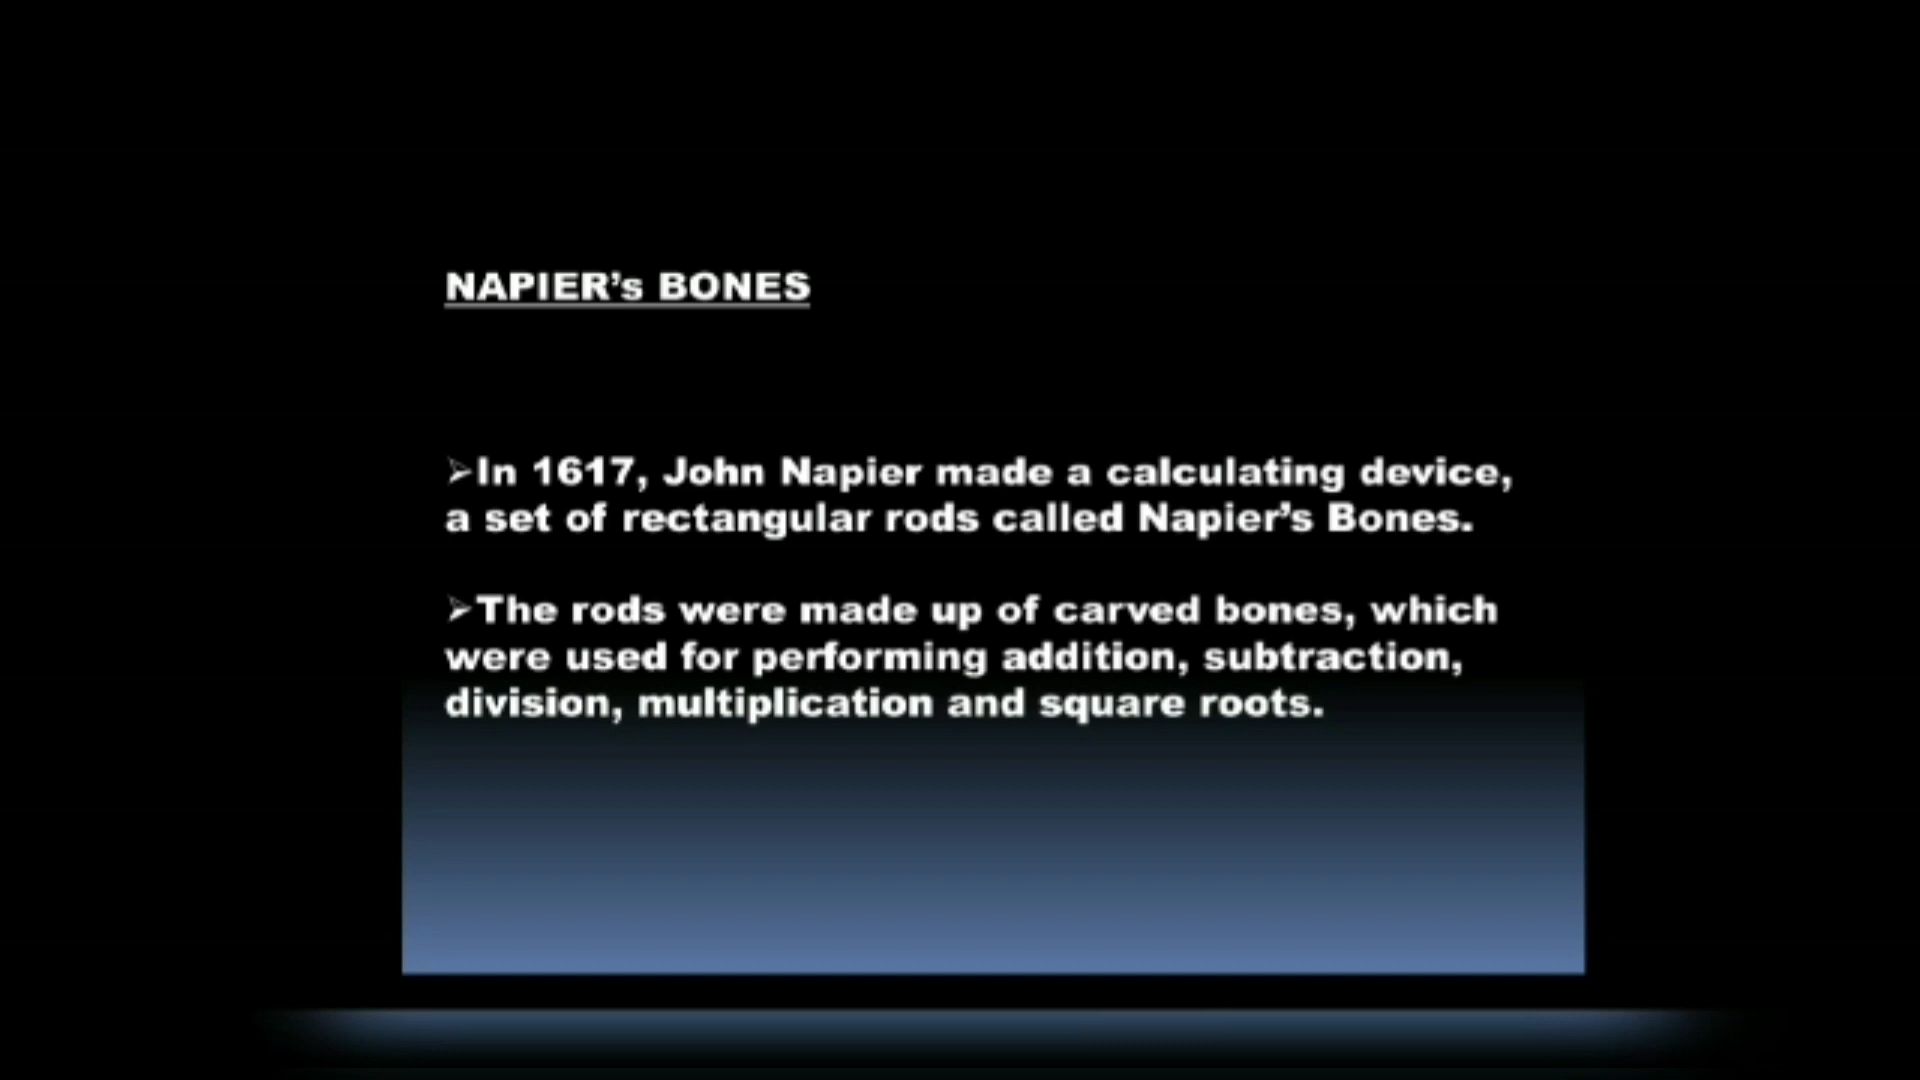 NAPIER’s BONES
➢In 1617, John Napier made a calculating device,
a set of rectangular rods called Napier’s Bones.
➢The rods were made up of carved bones, which
were used for performing addition, subtraction,
division, multiplication and square roots.